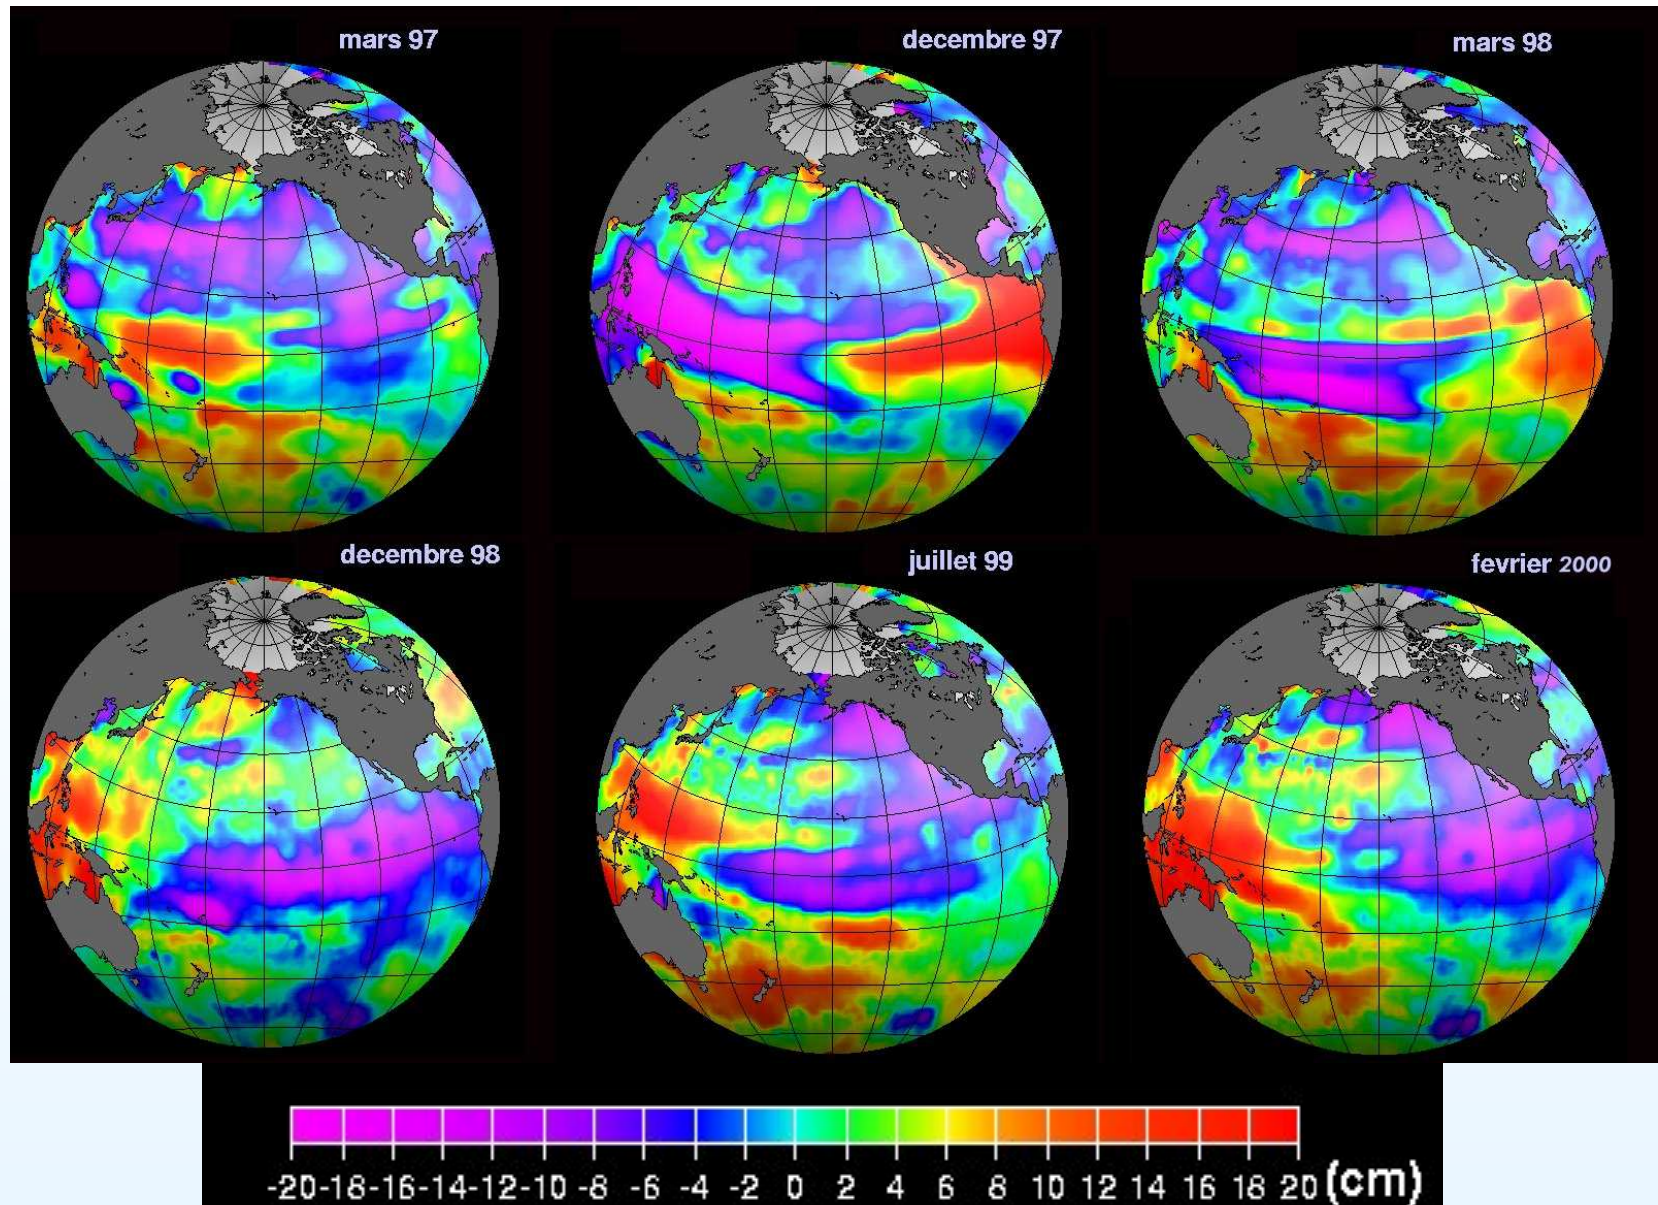 mars 97
decembre 97
mars 98
decembre 98
juillet 99
fevrier 2000
-20-18-16-14-12-10 -8 -6 -4 -2 0 2 4 6 8 10 12 14 16 18 20 (cm)